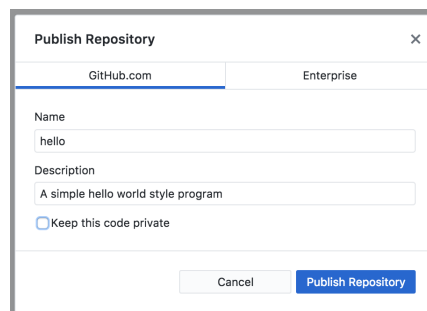 Publish Repository
GitHub.com Enterprise
Name
hello
Description
A simple hello world style program
Keep this code private
Cancel Publish Repository